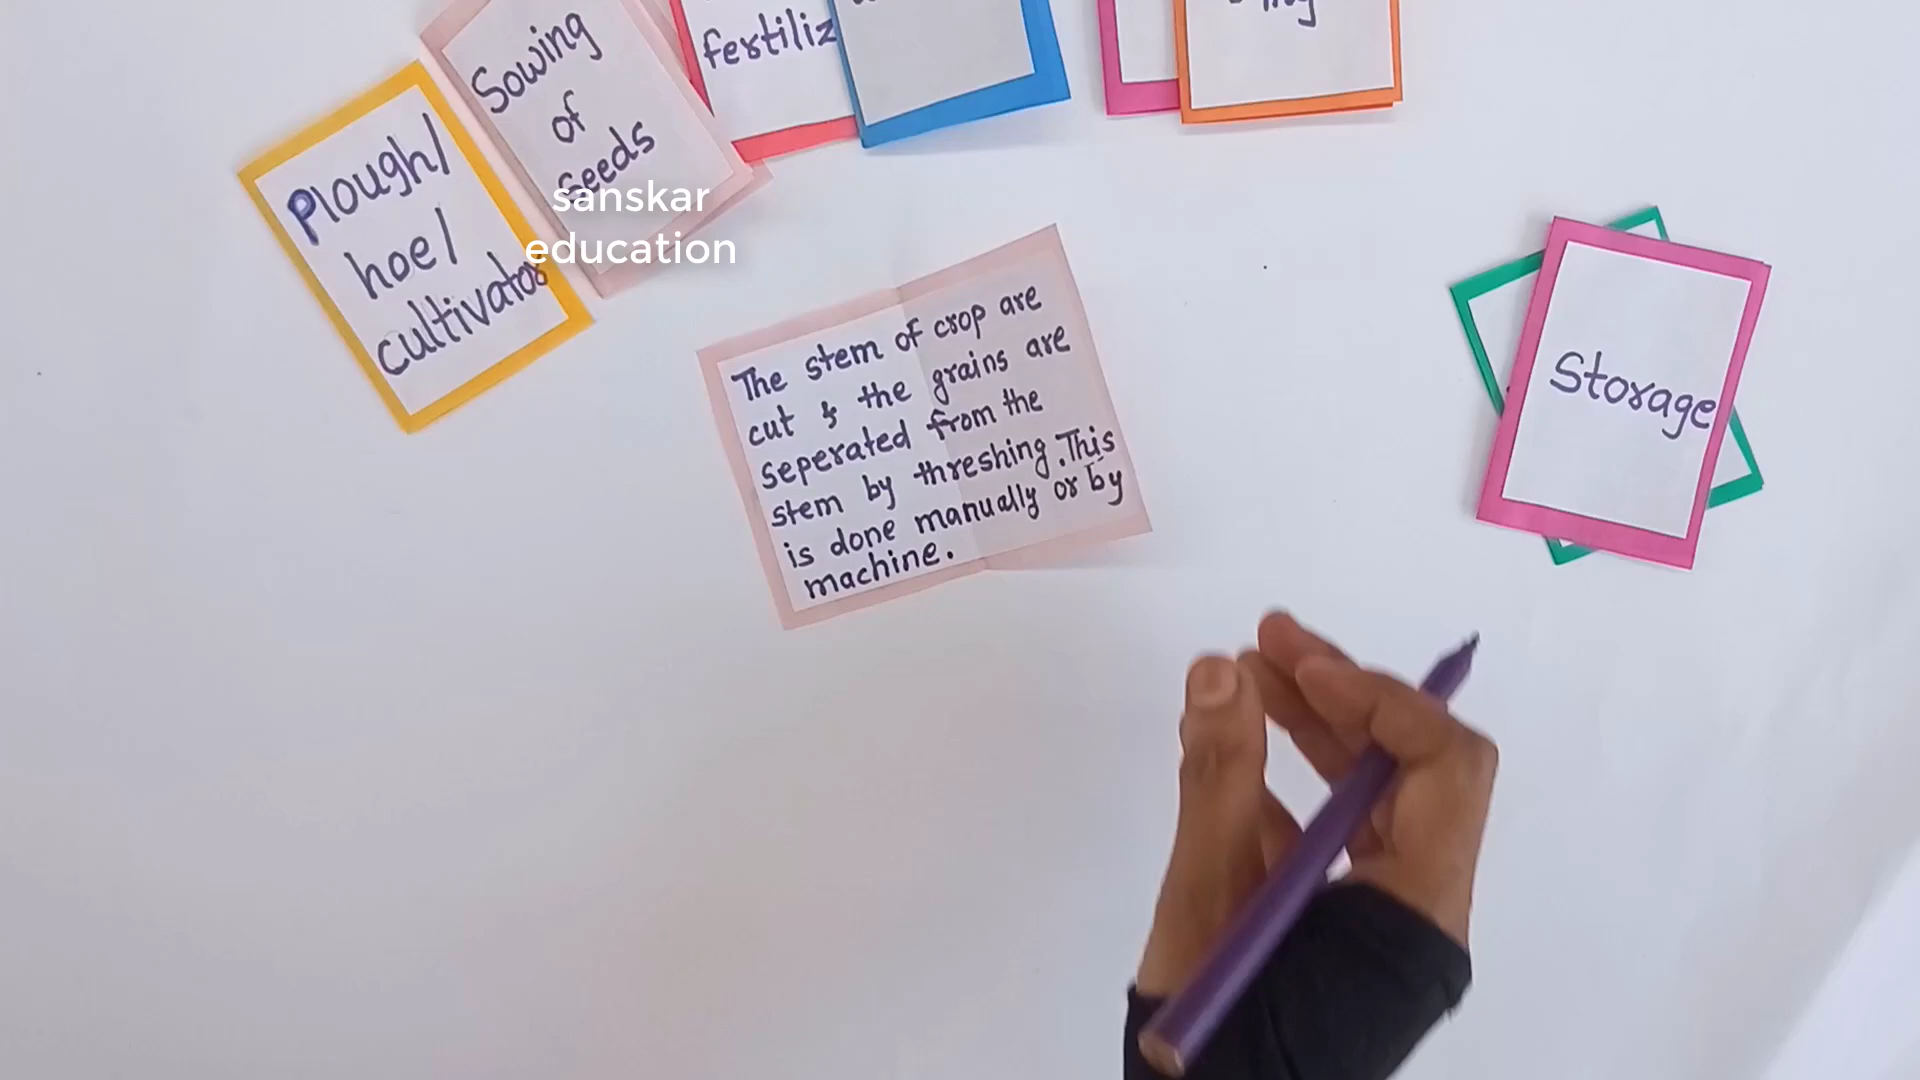 Plough/
hoe/
cultivator
Sowing
of
seeds
fertiliz
sanskar
education
The stem of crop are
cut & the grains are
seperated from the
stem by threshing. This
is done manually or by
machine.
Storage